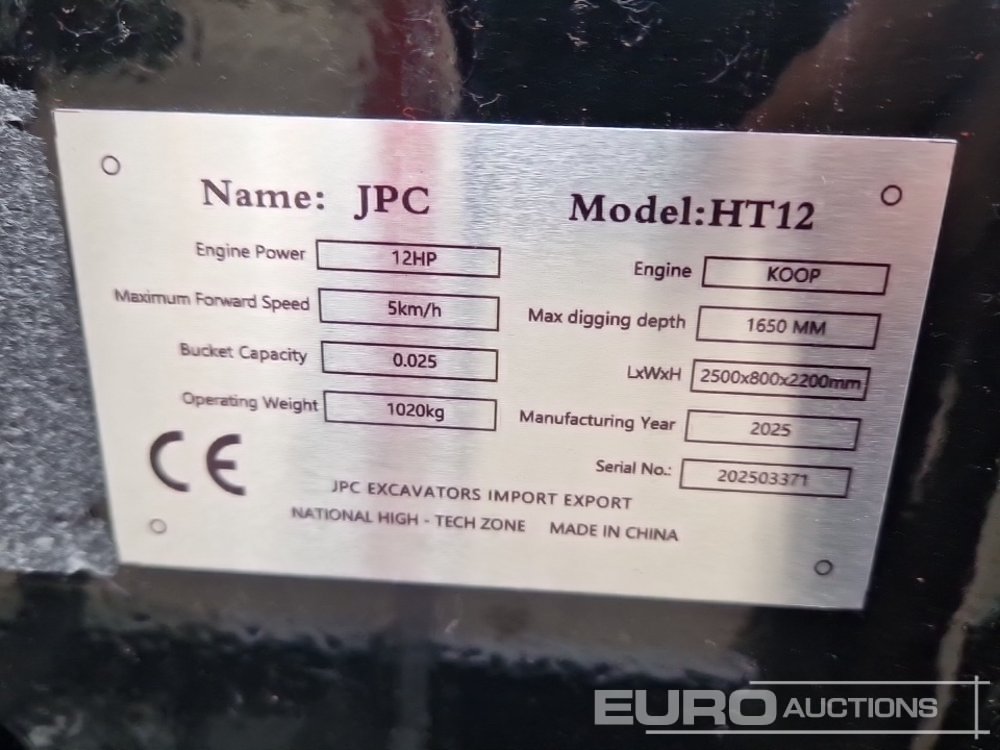 Name: JPC
Model:HT12
Engine Power 12HP
Engine KOOP
Maximum Forward Speed 5km/h
Max digging depth 1650 MM
Bucket Capacity 0.025
LxWxH 2500x800x2200mm
Operating Weight 1020kg
Manufacturing Year 2025
Serial No.: 202503371
CE
JPC EXCAVATORS IMPORT EXPORT
NATIONAL HIGH - TECH ZONE MADE IN CHINA
EURO AUCTIONS